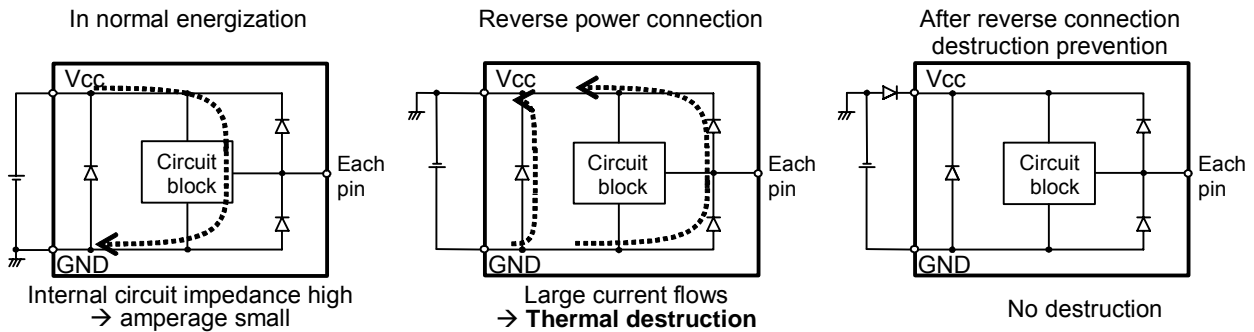 In normal energization
Reverse power connection
After reverse connection
destruction prevention
Vcc
Circuit
block
Each
pin
GND
Internal circuit impedance high
→ amperage small
Vcc
Circuit
block
Each
pin
GND
Large current flows
→ Thermal destruction
Vcc
Circuit
block
Each
pin
GND
No destruction